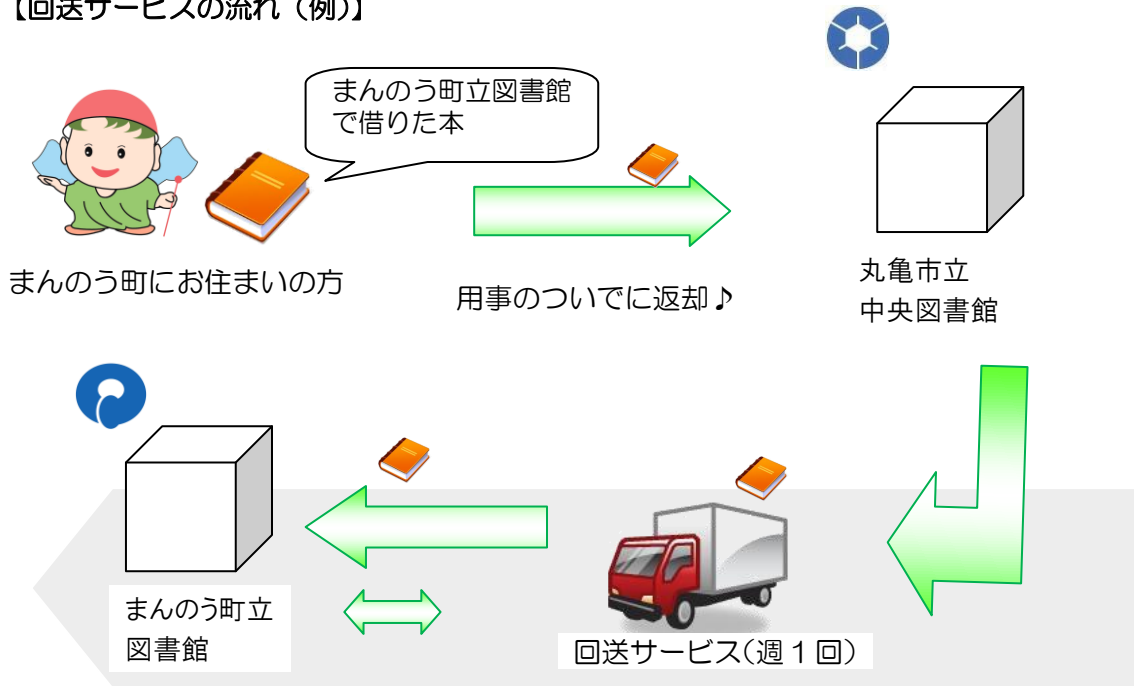 【回送サービスの流れ（例）】
まんのう町立図書館
で借りた本
まんのう町にお住まいの方
用事のついでに返却♪
丸亀市立
中央図書館
まんのう町立
図書館
回送サービス（週１回）